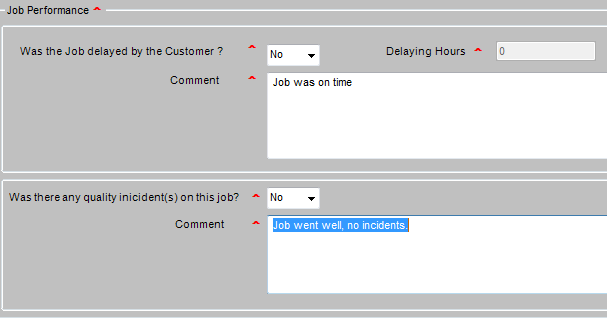 Job Performance ^
Was the Job delayed by the Customer ? ^ No Delaying Hours ^ 0
Comment ^ Job was on time
Was there any quality inicident(s) on this job? ^ No
Comment ^ Job went well, no incidents.